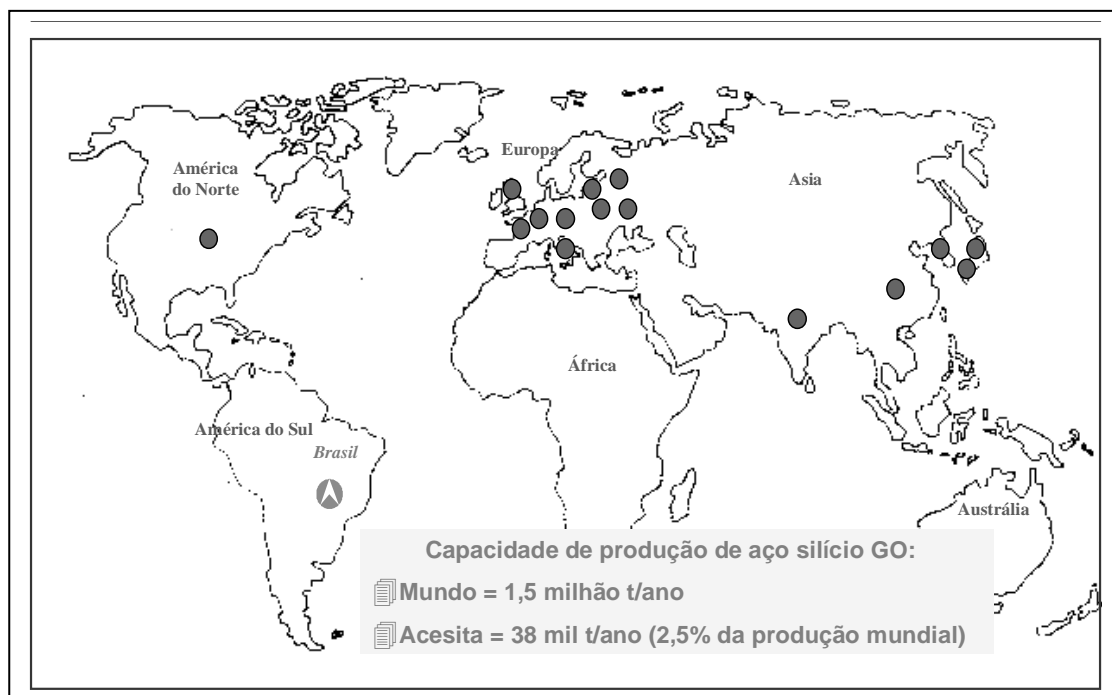 América
do Norte
Europa
Asia
África
América do Sul
Brasil
Austrália
Capacidade de produção de aço silício GO:
Mundo = 1,5 milhão t/ano
Acesita = 38 mil t/ano (2,5% da produção mundial)